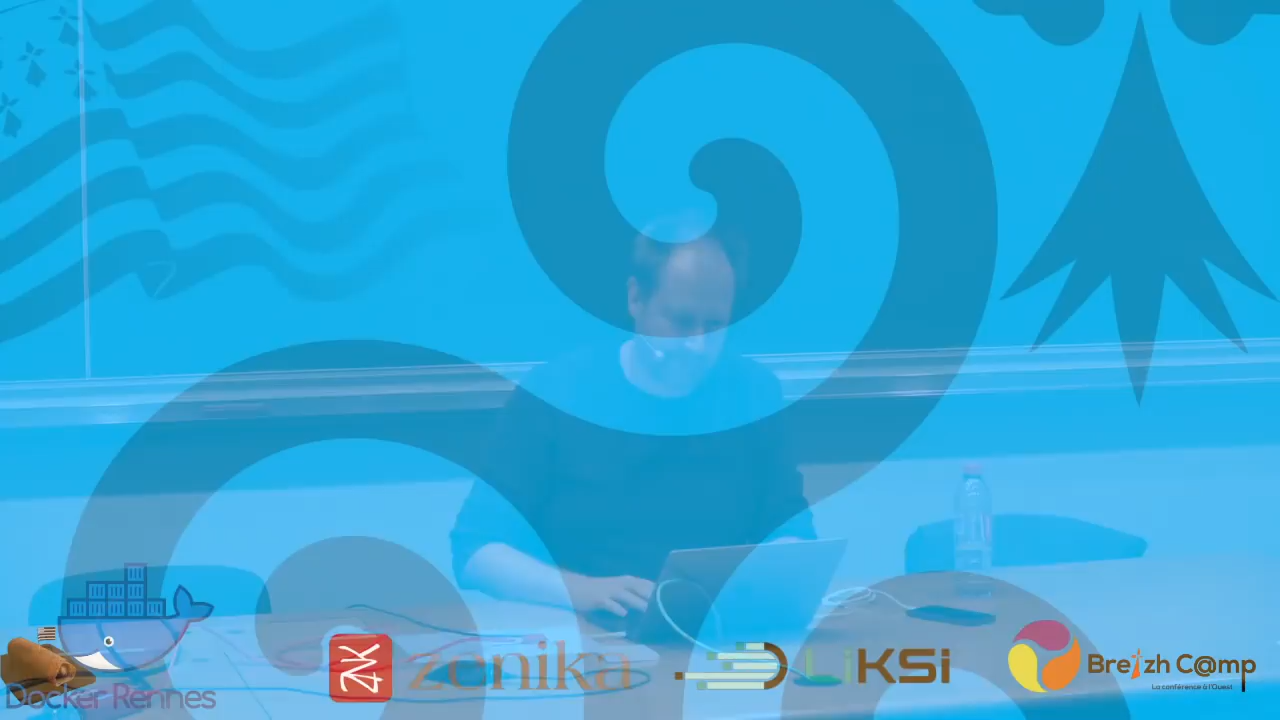 Docker Rennes
zenika
LiKSi
Breizh C@mp
La conférence à l'Ouest